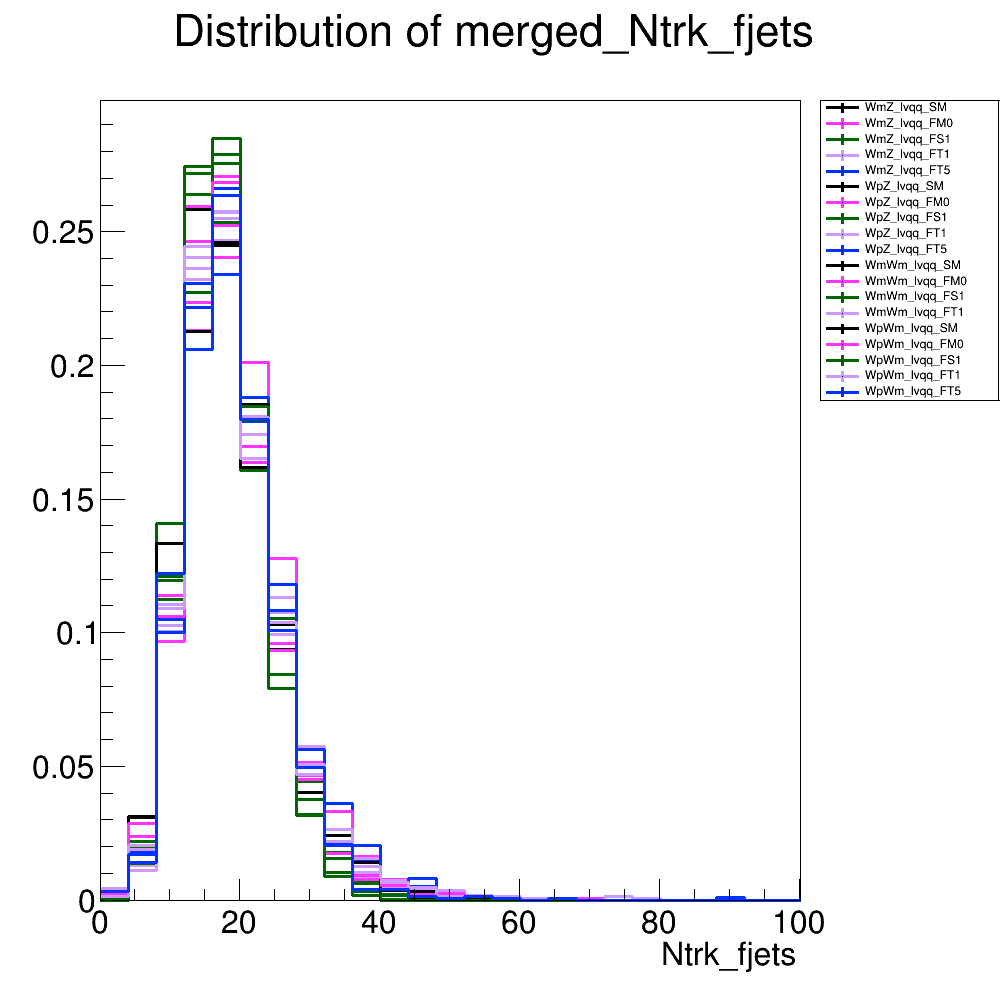 Distribution of merged_Ntrk_fjets
WmZ_lvqq_SM
WmZ_lvqq_FM0
WmZ_lvqq_FS1
WmZ_lvqq_FT1
WmZ_lvqq_FT5
WpZ_lvqq_SM
WpZ_lvqq_FM0
WpZ_lvqq_FS1
WpZ_lvqq_FT1
WpZ_lvqq_FT5
WmWm_lvqq_SM
WmWm_lvqq_FM0
WmWm_lvqq_FS1
WmWm_lvqq_FT1
WpWm_lvqq_SM
WpWm_lvqq_FM0
WpWm_lvqq_FS1
WpWm_lvqq_FT1
WpWm_lvqq_FT5
0.25
0.2
0.15
0.1
0.05
0
0 20 40 60 80 100
Ntrk_fjets